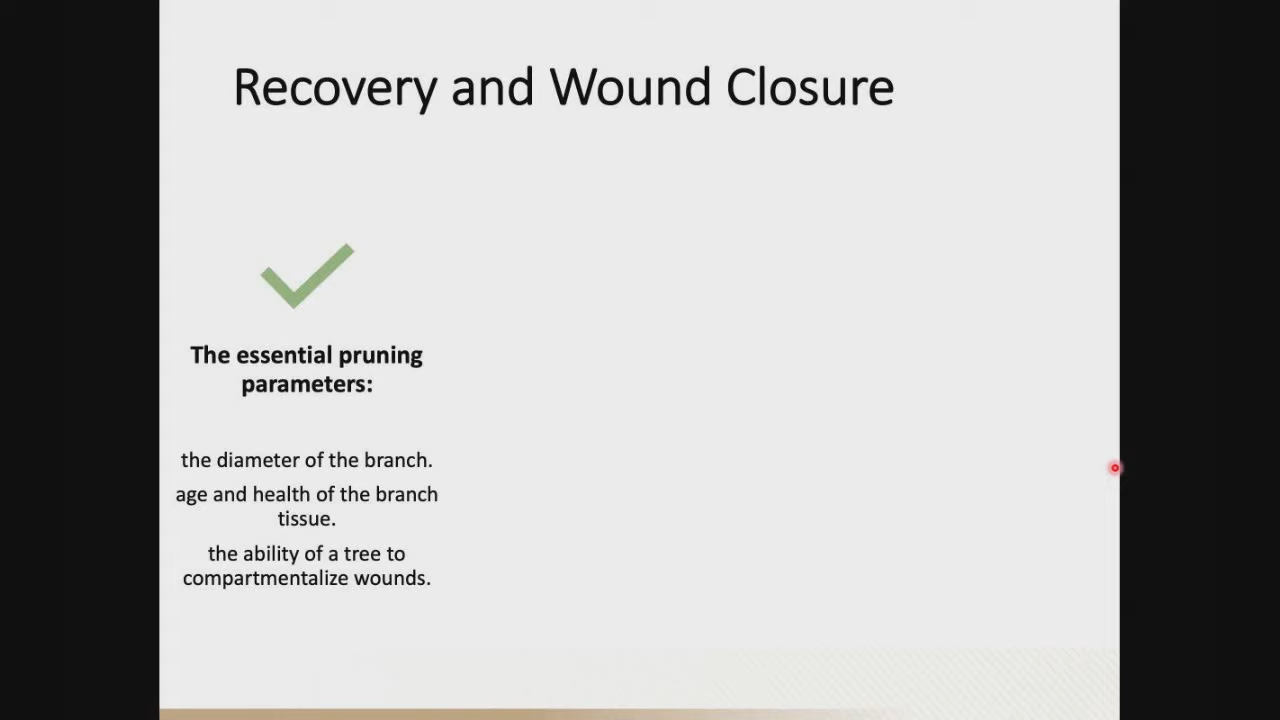 Recovery and Wound Closure
The essential pruning
parameters:
the diameter of the branch.
age and health of the branch
tissue.
the ability of a tree to
compartmentalize wounds.